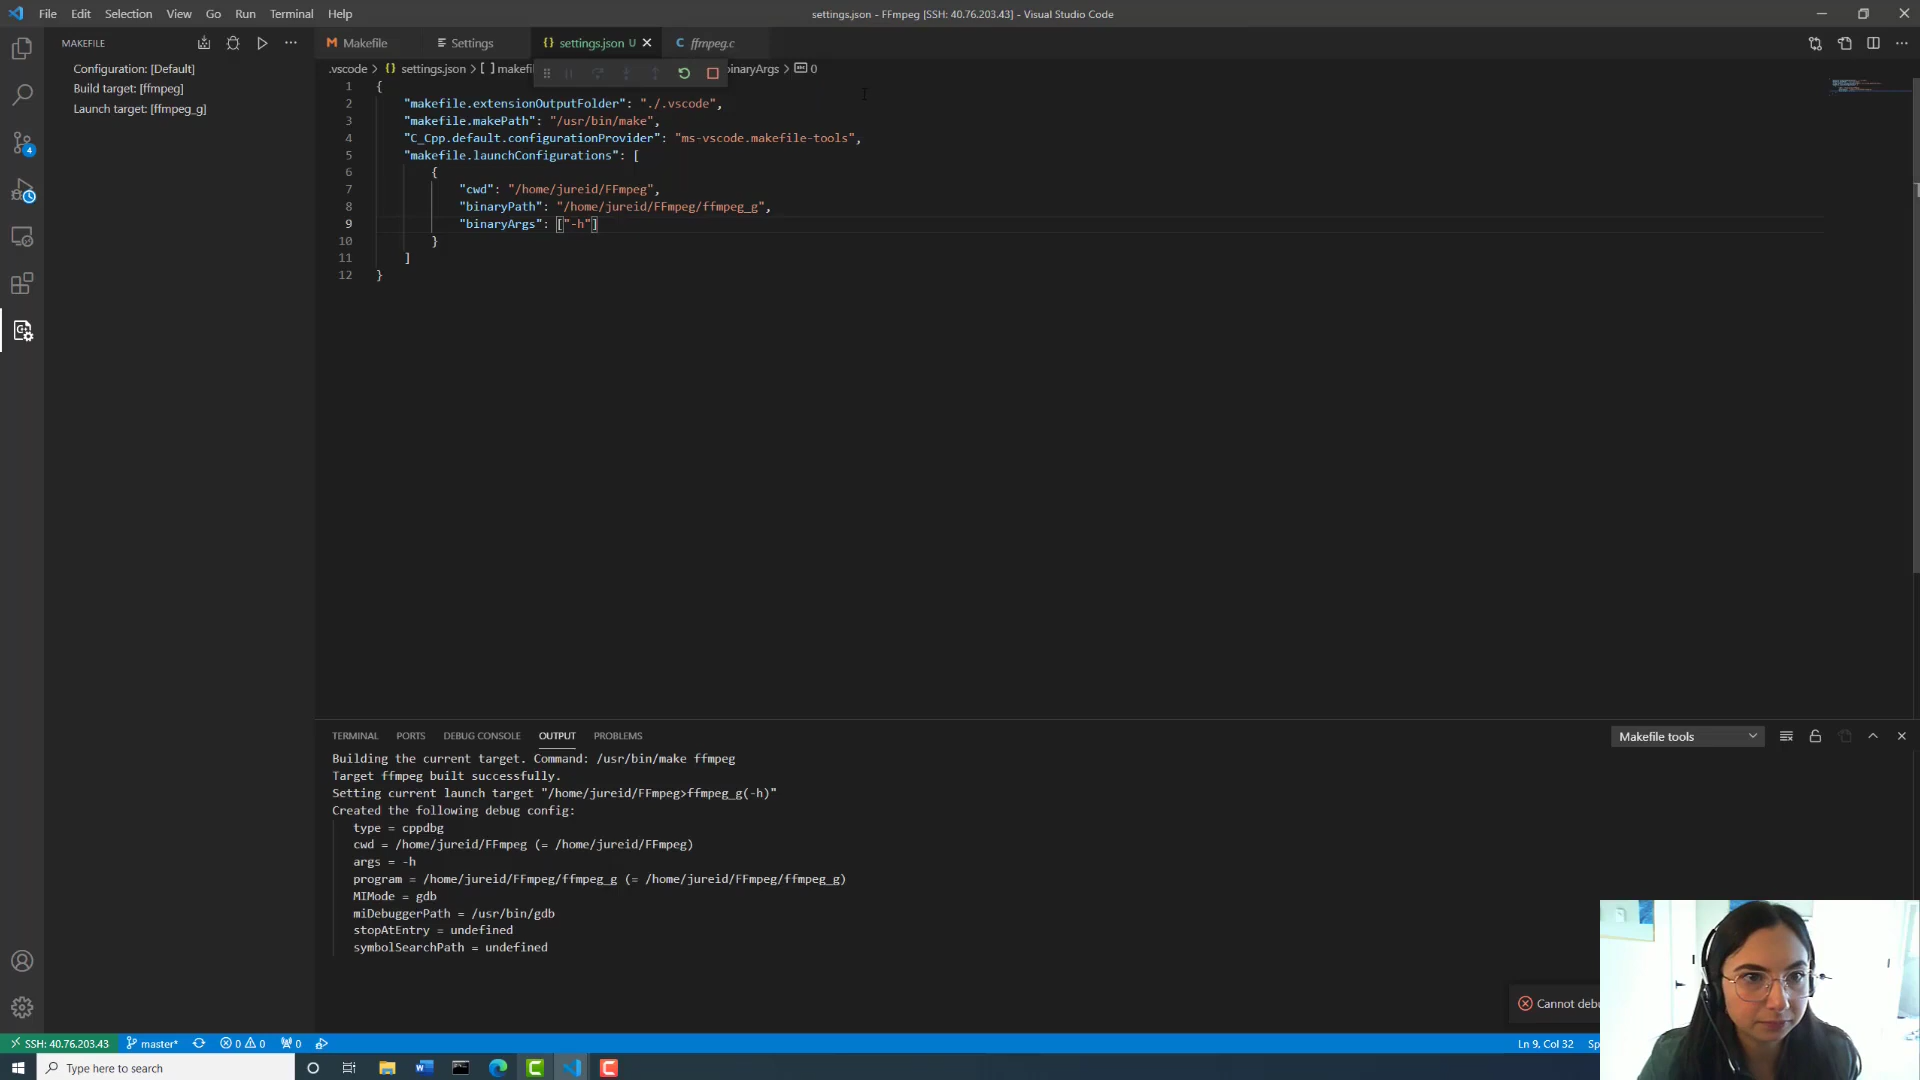 File Edit Selection View Go Run Terminal Help
settings.json - FFmpeg [SSH: 40.76.203.43] - Visual Studio Code
MAKEFILE
Configuration: [Default]
Build target: [ffmpeg]
Launch target: [ffmpeg_g]
Makefile Settings settings.json U ffmpeg.c
.vscode > settings.json > [ ] makefi
binaryArgs > 0
1 {
2 "makefile.extensionOutputFolder": "./.vscode",
3 "makefile.makePath": "/usr/bin/make",
4 "C_Cpp.default.configurationProvider": "ms-vscode.makefile-tools",
5 "makefile.launchConfigurations": [
6 {
7 "cwd": "/home/jureid/FFmpeg",
8 "binaryPath": "/home/jureid/FFmpeg/ffmpeg_g",
9 "binaryArgs": ["-h"]
10 }
11 ]
12 }
4
TERMINAL PORTS DEBUG CONSOLE OUTPUT PROBLEMS
Makefile tools
Building the current target. Command: /usr/bin/make ffmpeg
Target ffmpeg built successfully.
Setting current launch target "/home/jureid/FFmpeg>ffmpeg_g(-h)"
Created the following debug config:
type = cppdbg
cwd = /home/jureid/FFmpeg (= /home/jureid/FFmpeg)
args = -h
program = /home/jureid/FFmpeg/ffmpeg_g (= /home/jureid/FFmpeg/ffmpeg_g)
MIMode = gdb
miDebuggerPath = /usr/bin/gdb
stopAtEntry = undefined
symbolSearchPath = undefined
Cannot debu
SSH: 40.76.203.43 master* 0 0 0 Ln 9, Col 32 Sp
Type here to search